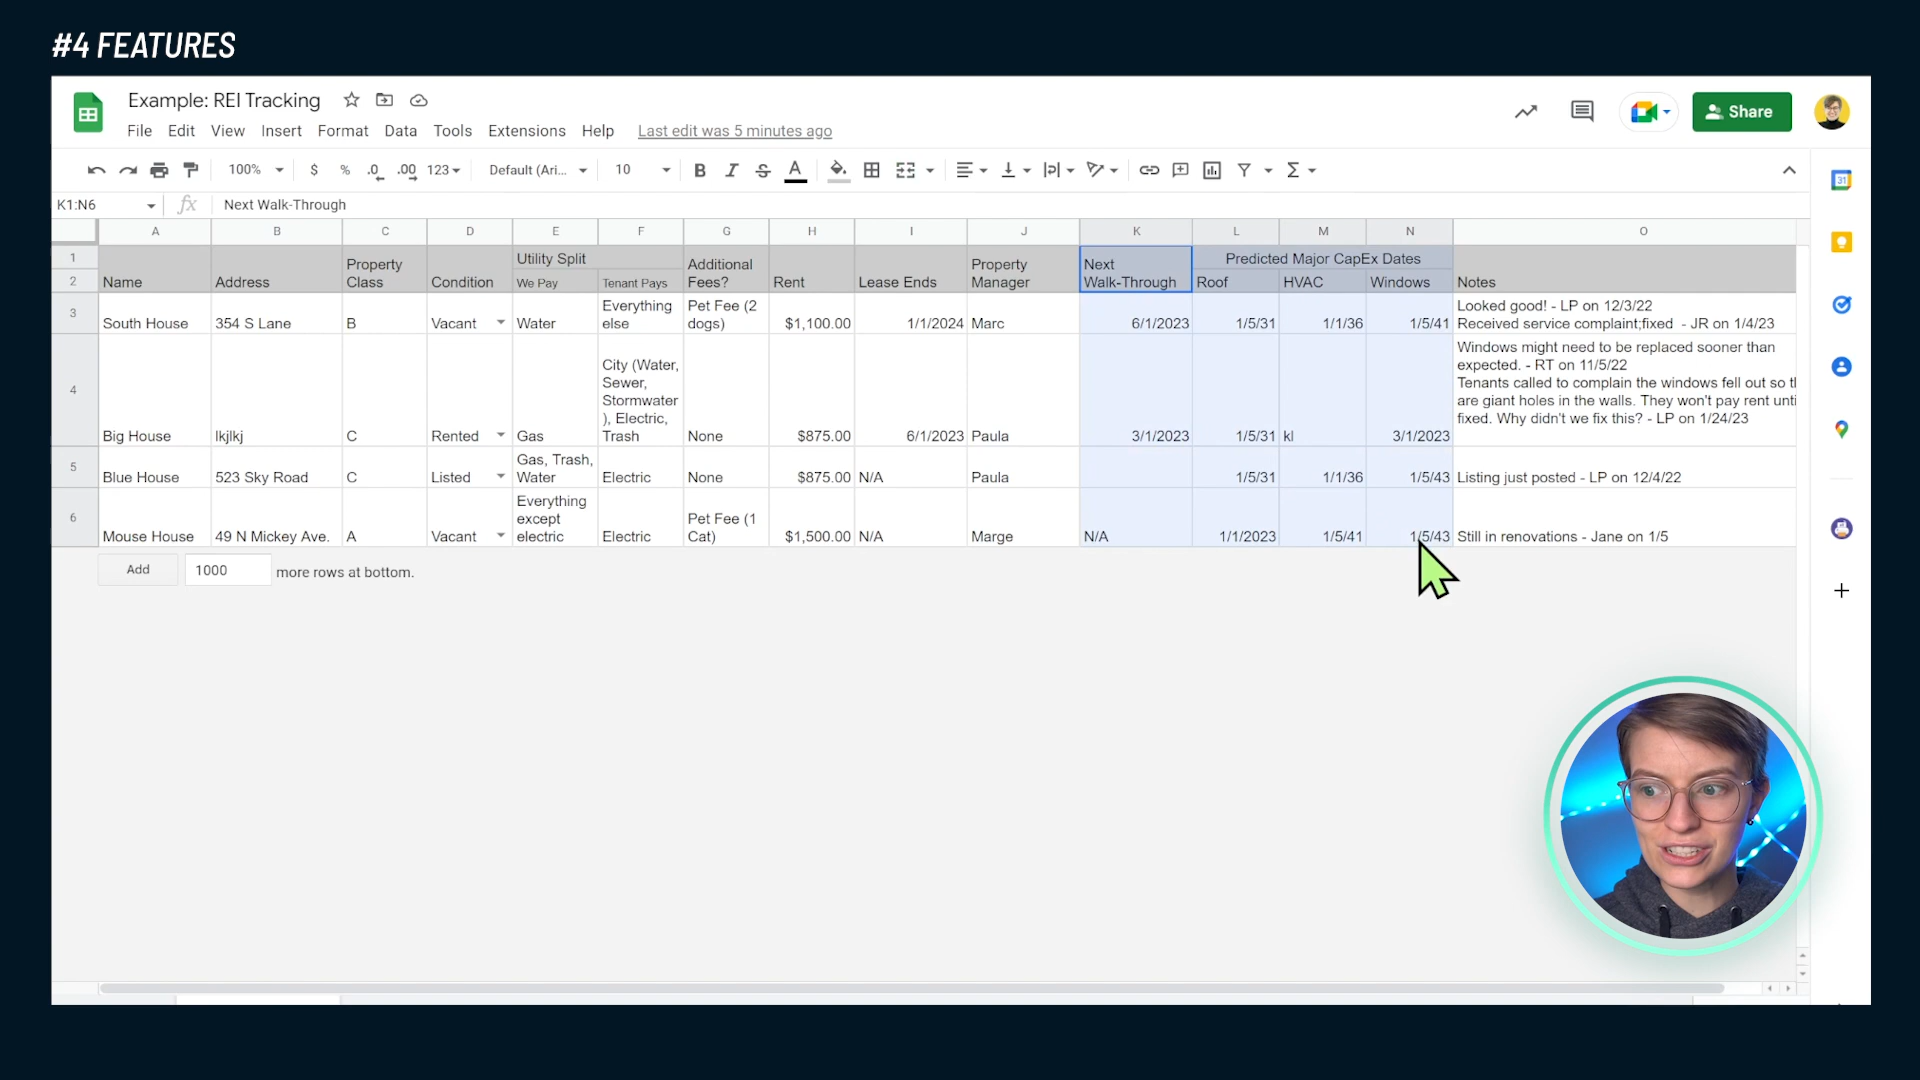 #4 FEATURES
Example: REI Tracking
Share
File Edit View Insert Format Data Tools Extensions Help Last edit was 5 minutes ago
100% $ % .0 .00 123 Default (Ari... 10 B I S A Σ
31
K1:N6 fx Next Walk-Through
A B C D E F G H I J K L M N O
1 Utility Split Predicted Major CapEx Dates
Property Additional Property Next
2 Name Address Class Condition We Pay Tenant Pays Fees? Rent Lease Ends Manager Walk-Through Roof HVAC Windows Notes
Everything Pet Fee (2 Looked good! - LP on 12/3/22
3 South House 354 S Lane B Vacant Water else dogs) $1,100.00 1/1/2024 Marc 6/1/2023 1/5/31 1/1/36 1/5/41 Received service complaint;fixed - JR on 1/4/23
Windows might need to be replaced sooner than
City (Water, expected. - RT on 11/5/22
Sewer, Tenants called to complain the windows fell out so th
4 Stormwater are giant holes in the walls. They won't pay rent unti
), Electric, fixed. Why didn't we fix this? - LP on 1/24/23
Big House lkjlkj C Rented Gas Trash None $875.00 6/1/2023 Paula 3/1/2023 1/5/31 kl 3/1/2023
Gas, Trash,
5 Blue House 523 Sky Road C Listed Water Electric None $875.00 N/A Paula 1/5/31 1/1/36 1/5/43 Listing just posted - LP on 12/4/22
Everything
6 except Pet Fee (1
Mouse House 49 N Mickey Ave. A Vacant electric Electric Cat) $1,500.00 N/A Marge N/A 1/1/2023 1/5/41 1/5/43 Still in renovations - Jane on 1/5
Add 1000 more rows at bottom.